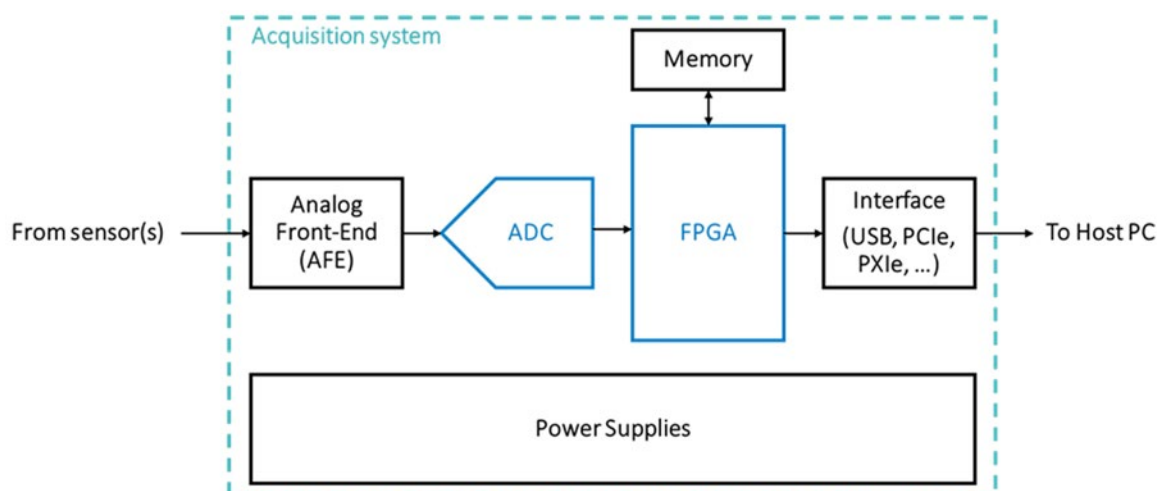 Acquisition system
Memory
From sensor(s)
Analog
Front-End
(AFE)
ADC
FPGA
Interface
(USB, PCIe,
PXIe, ...)
To Host PC
Power Supplies